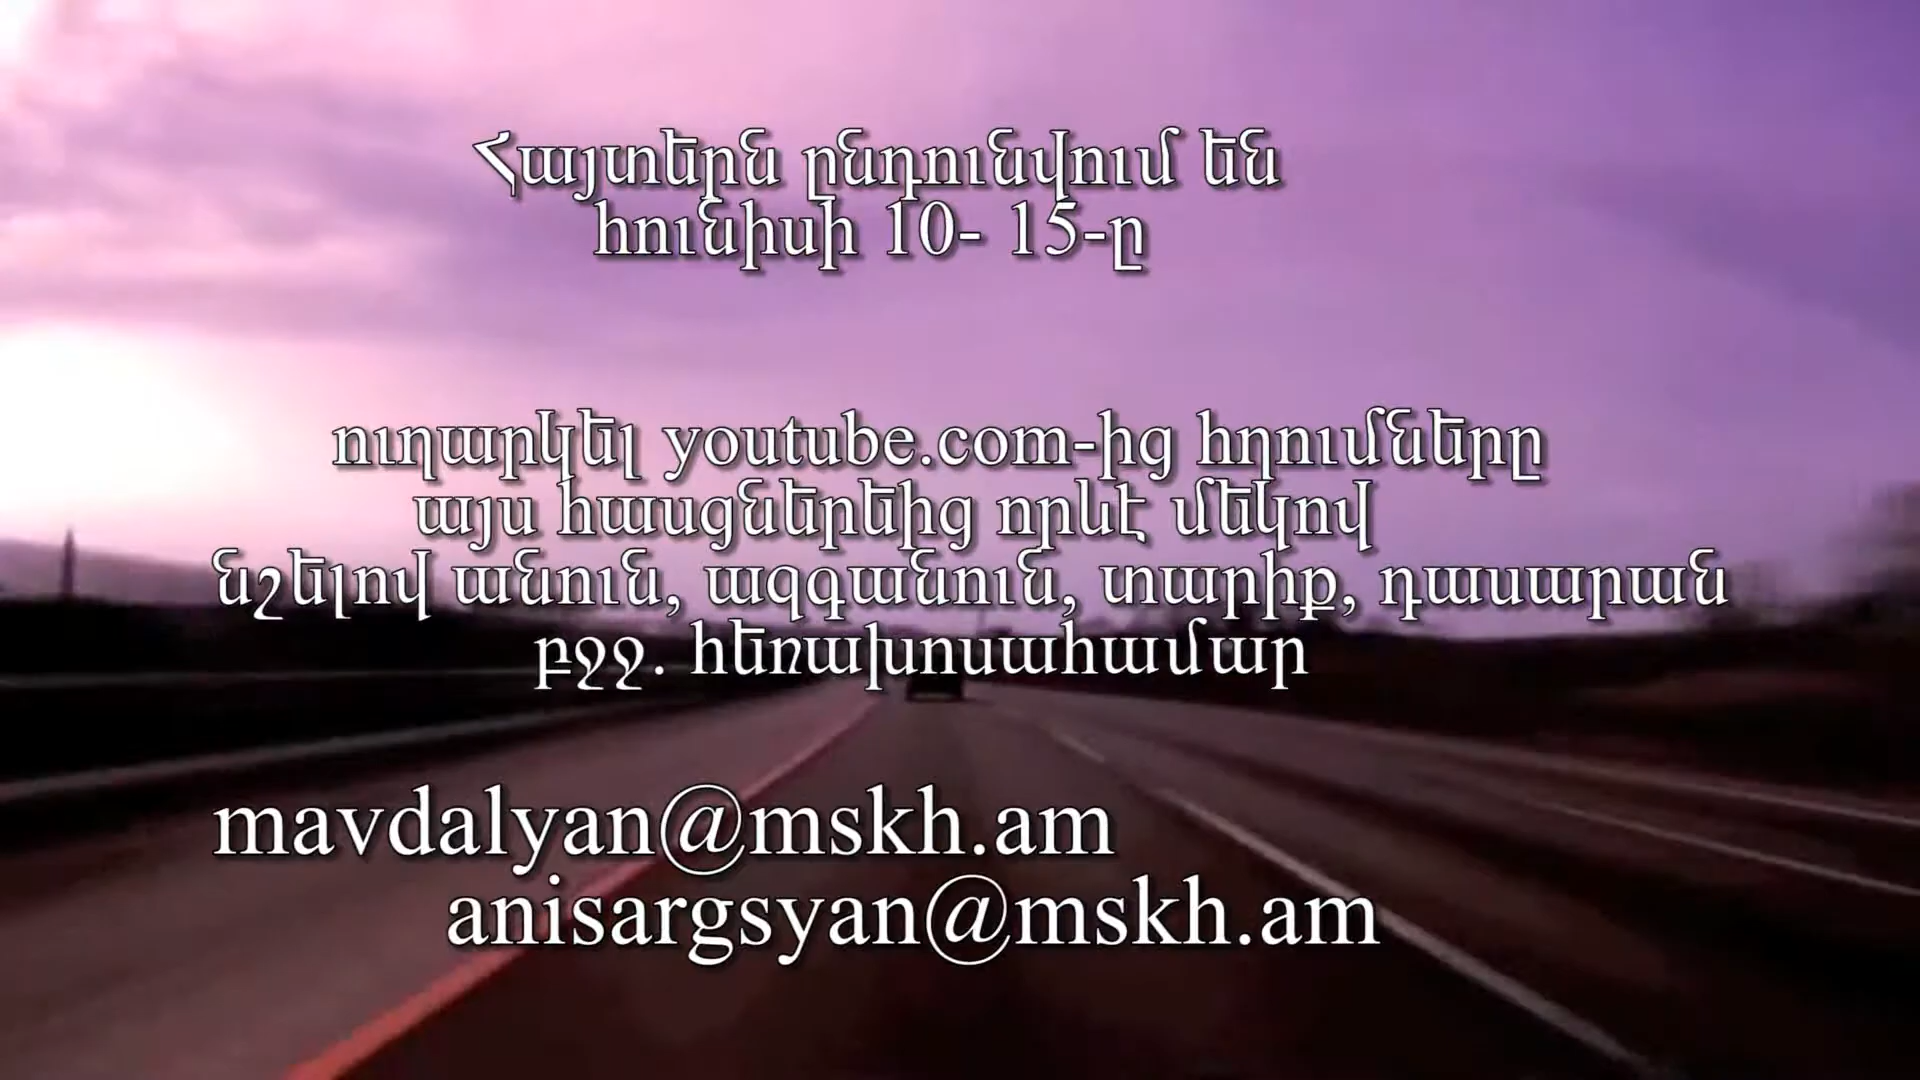 Հայտերն ընդունվում են
հունիսի 10- 15-ը
ուղարկել youtube.com-ից հղումները
այս հասցներեից որևէ մեկով
նշելով անուն, ազգանուն, տարիք, դասարան
բջջ. հեռախոսահամար
mavdalyan@mskh.am
anisargsyan@mskh.am